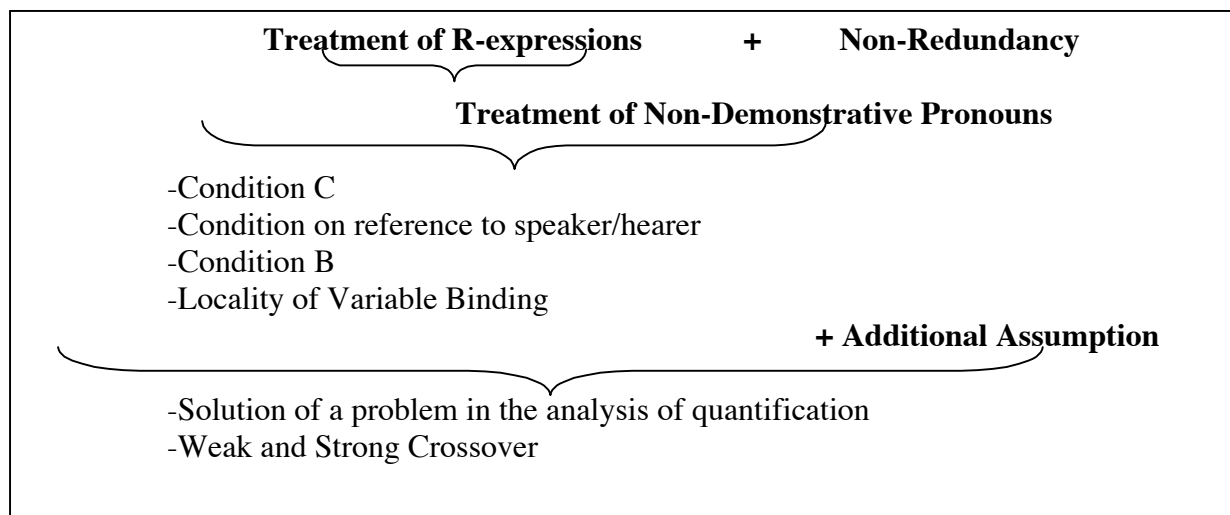 Treatment of R-expressions + Non-Redundancy
Treatment of Non-Demonstrative Pronouns
-Condition C
-Condition on reference to speaker/hearer
-Condition B
-Locality of Variable Binding
+ Additional Assumption
-Solution of a problem in the analysis of quantification
-Weak and Strong Crossover